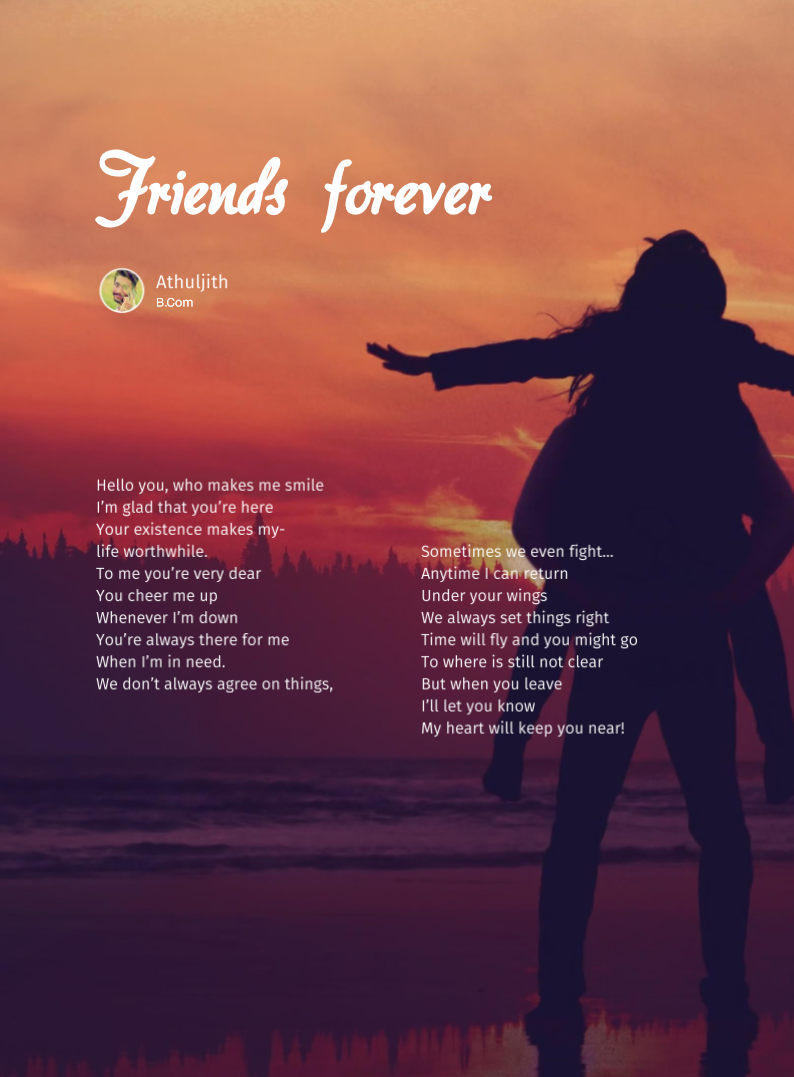 Friends forever
Athuljith
B.Com
Hello you, who makes me smile
I'm glad that you're here
Your existence makes my-
life worthwhile.
To me you're very dear
You cheer me up
Whenever I'm down
You're always there for me
When I'm in need.
We don't always agree on things,
Sometimes we even fight...
Anytime I can return
Under your wings
We always set things right
Time will fly and you might go
To where is still not clear
But when you leave
I'll let you know
My heart will keep you near!